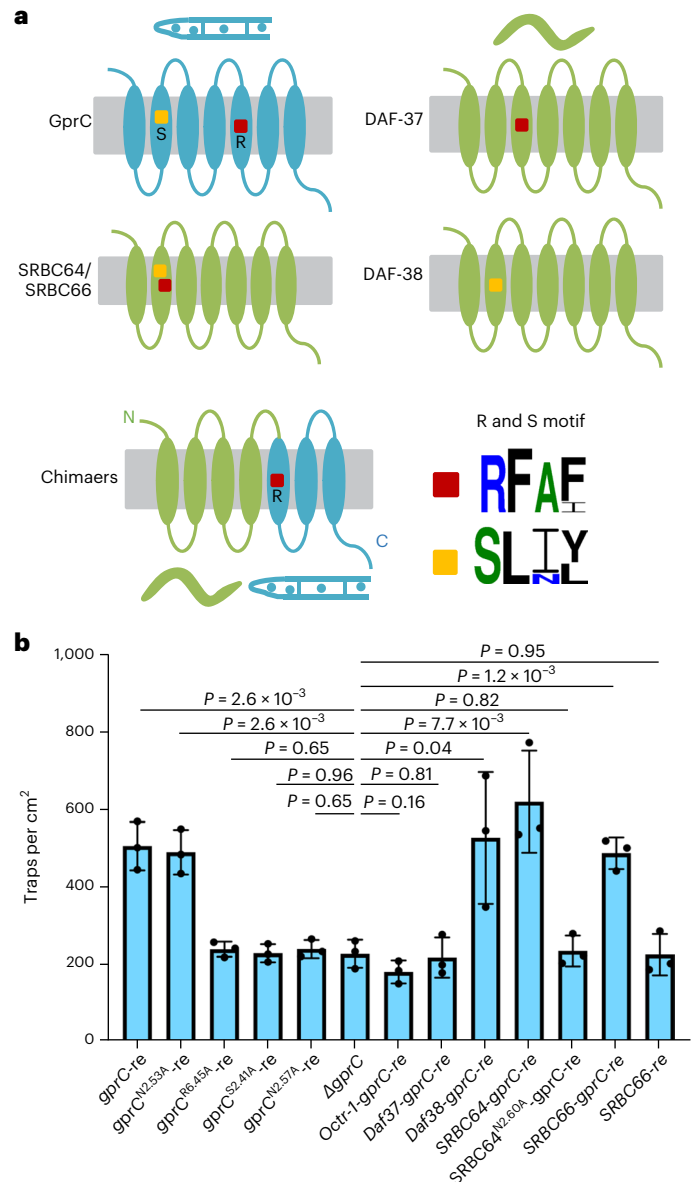 a
GprC
S
R
DAF-37
SRBC64/
SRBC66
DAF-38
N
R and S motif
Chimaers
R
C
RFAF
I
SLIY
NL
b
P = 0.95
P = 1.2 × 10⁻³
P = 2.6 × 10⁻³
P = 0.82
P = 2.6 × 10⁻³
P = 7.7 × 10⁻³
P = 0.65
P = 0.04
P = 0.96
P = 0.81
P = 0.65
P = 0.16
Traps per cm²
1,000
800
600
400
200
0
gprC-re
gprC^N2.53A-re
gprC^R6.45A-re
gprC^S2.41A-re
gprC^N2.57A-re
ΔgprC
Octr-1-gprC-re
Daf37-gprC-re
Daf38-gprC-re
SRBC64-gprC-re
SRBC64^N2.60A-gprC-re
SRBC66-gprC-re
SRBC66-re